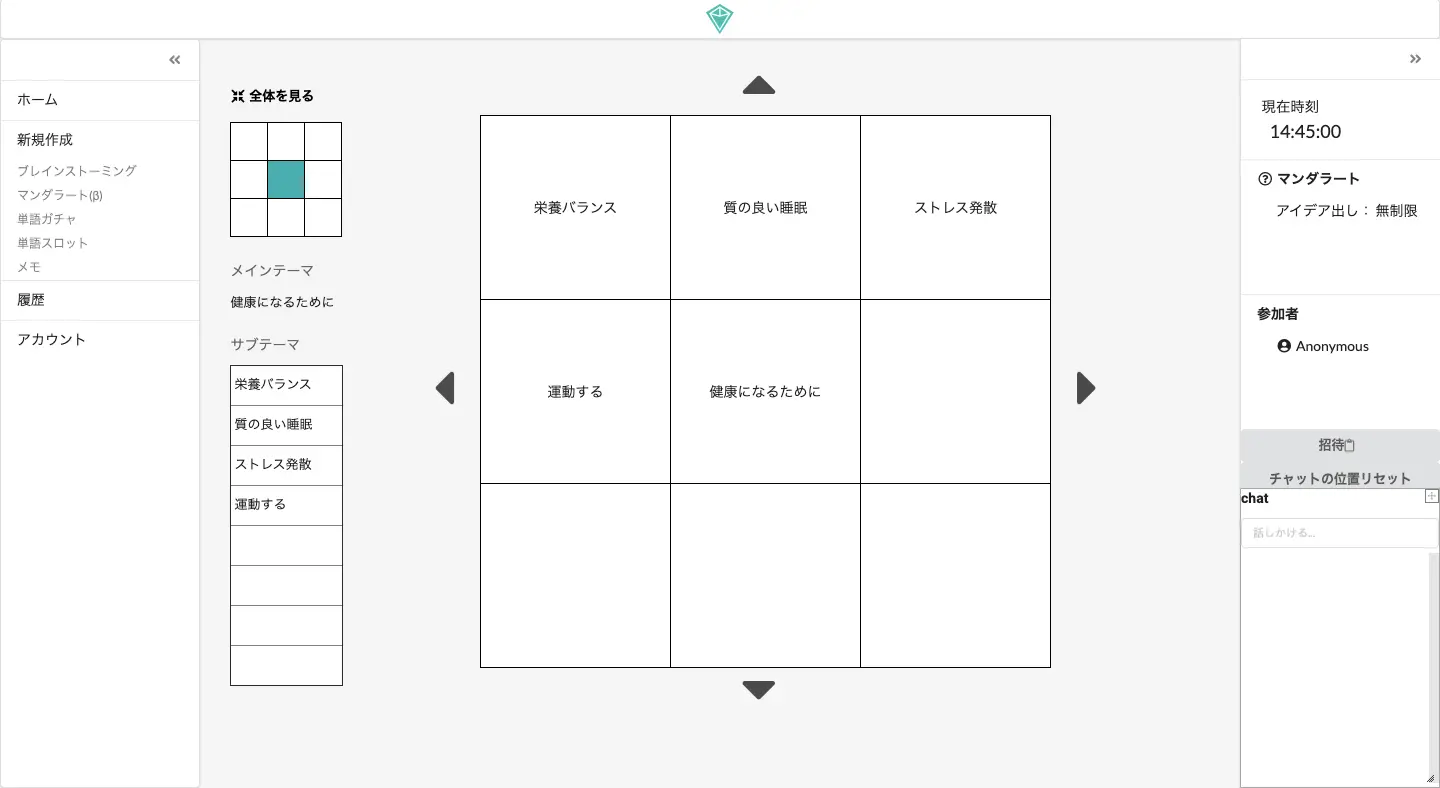 ホーム
新規作成
ブレインストーミング
マンダラート(β)
単語ガチャ
単語スロット
メモ
履歴
アカウント
全体を見る
メインテーマ
健康になるために
サブテーマ
栄養バランス
質の良い睡眠
ストレス発散
運動する
栄養バランス 質の良い睡眠 ストレス発散
運動する 健康になるために
現在時刻
14:45:00
マンダラート
アイデア出し： 無制限
参加者
Anonymous
招待
チャットの位置リセット
chat
話しかける...